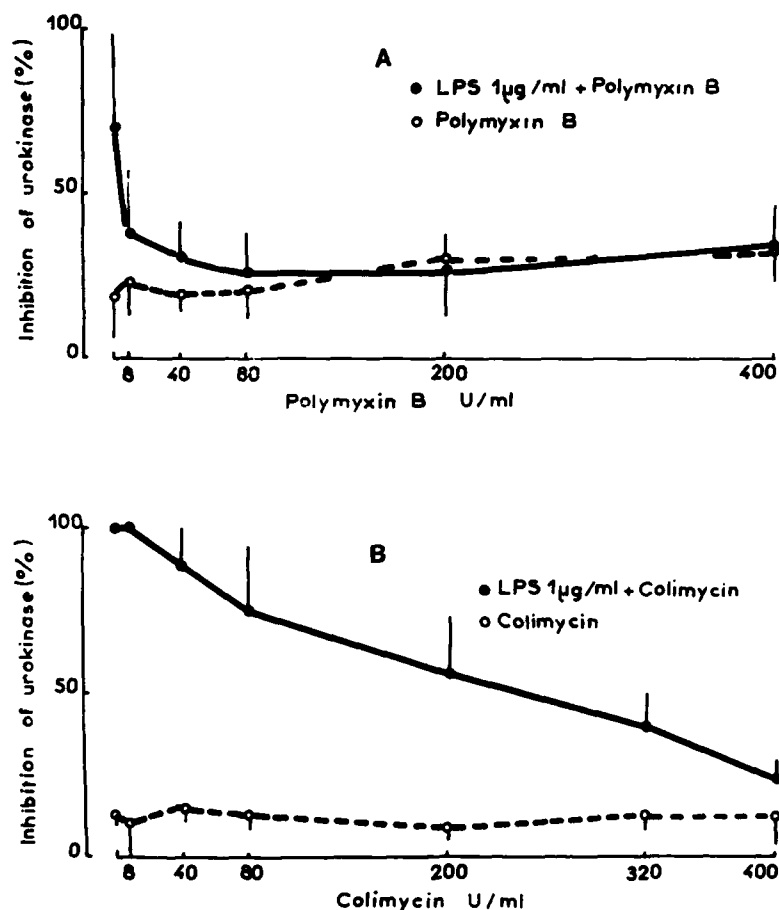 100
A
LPS 1µg/ml + Polymyxin B
Polymyxin B
50
0
Inhibition of urokinase (%)
8 40 80 200 400
Polymyxin B U/ml
100
B
LPS 1µg/ml + Colimycin
Colimycin
50
0
Inhibition of urokinase (%)
8 40 80 200 320 400
Colimycin U/ml